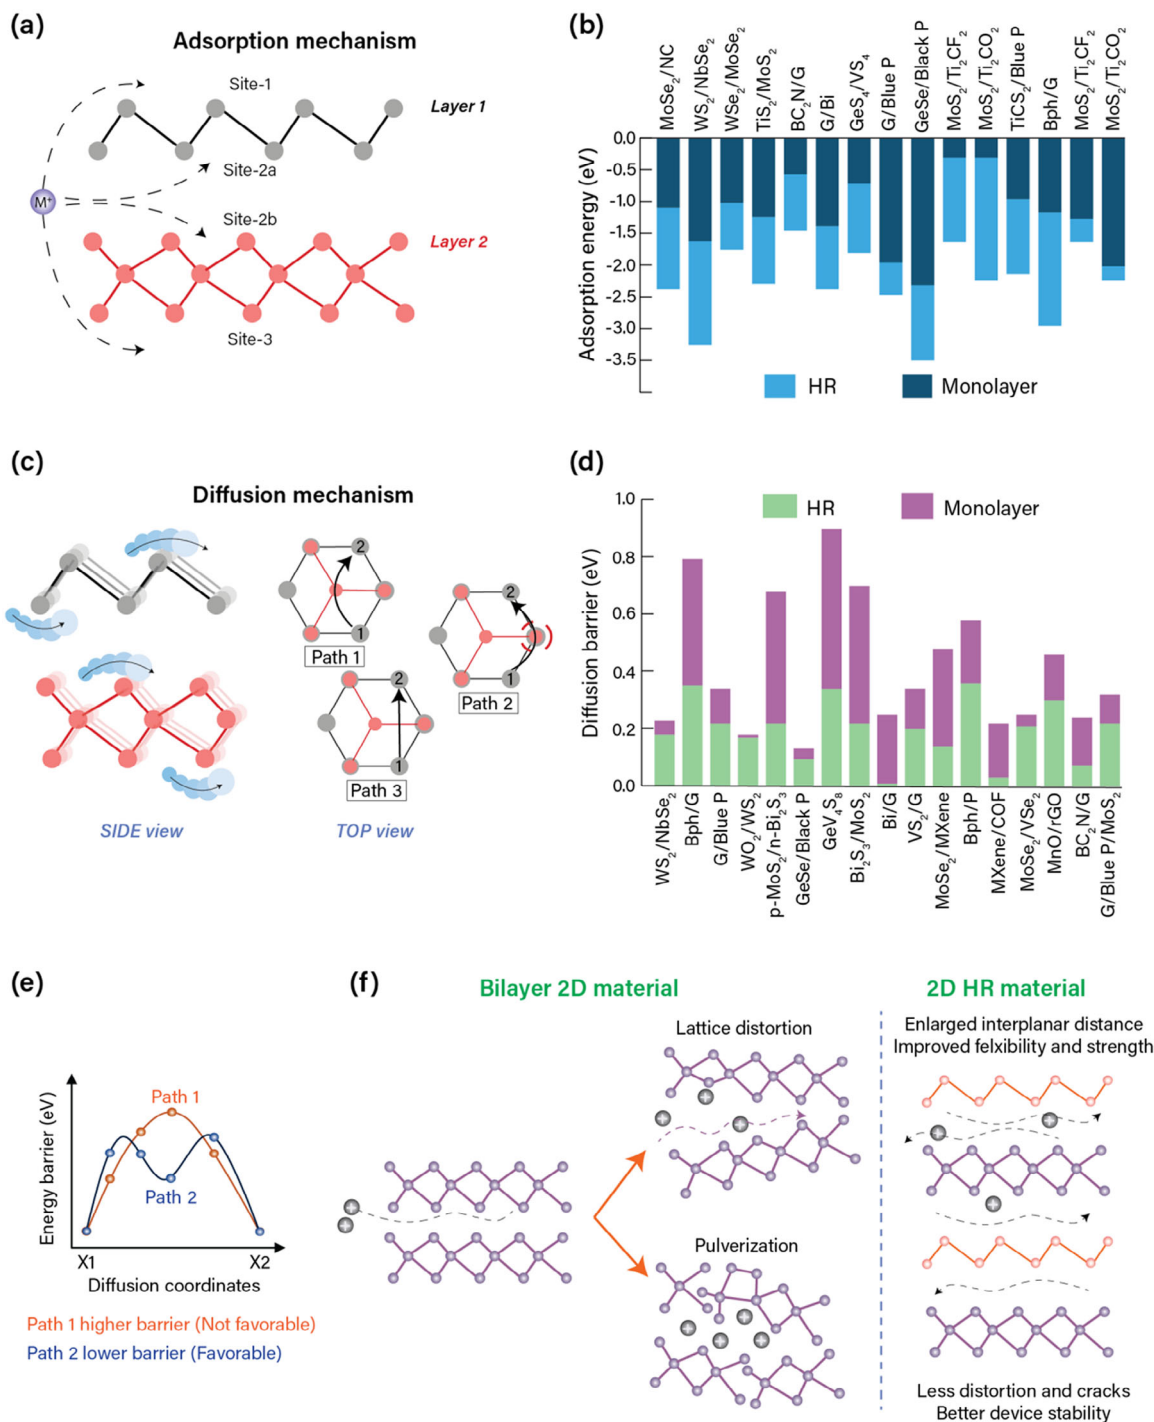 (a)
Adsorption mechanism
Site-1
Layer 1
Site-2a
M⁺
Site-2b
Layer 2
Site-3
(b)
MoSe₂/NC
WS₂/NbSe₂
WSe₂/MoSe₂
TiS₂/MoS₂
BC₂N/G
G/Bi
GeS₄/VS₄
G/Blue P
GeSe/Black P
MoS₂/Ti₂CF₂
MoS₂/Ti₂CO₂
TiCS₂/Blue P
Bph/G
MoS₂/Ti₂CF₂
MoS₂/Ti₂CO₂
Adsorption energy (eV)
0.0
-0.5
-1.0
-1.5
-2.0
-2.5
-3.0
-3.5
HR
Monolayer
(c)
Diffusion mechanism
2
1
Path 1
2
1
Path 2
2
1
Path 3
SIDE view
TOP view
(d)
HR
Monolayer
Diffusion barrier (eV)
1.0
0.8
0.6
0.4
0.2
0.0
WS₂/NbSe₂
Bph/G
G/Blue P
WO₂/WS₂
p-MoS₂/n-Bi₂S₃
GeSe/Black P
GeV₄S₈
Bi₂S₃/MoS₂
Bi/G
VS₂/G
MoSe₂/MXene
Bph/P
MXene/COF
MoSe₂/VSe₂
MnO/rGO
BC₂N/G
G/Blue P/MoS₂
(e)
Energy barrier (eV)
Path 1
Path 2
X1
X2
Diffusion coordinates
Path 1 higher barrier (Not favorable)
Path 2 lower barrier (Favorable)
(f)
Bilayer 2D material
Lattice distortion
Pulverization
2D HR material
Enlarged interplanar distance
Improved felxibility and strength
Less distortion and cracks
Better device stability